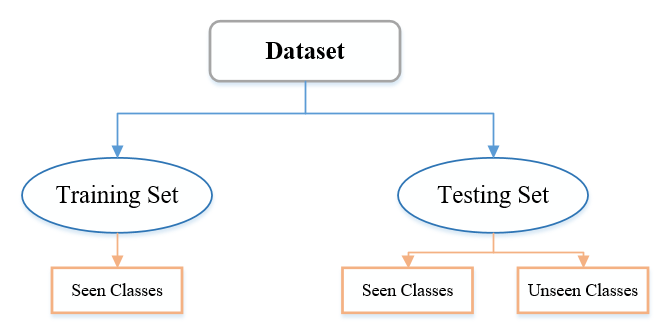 Dataset
Training Set
Testing Set
Seen Classes
Seen Classes
Unseen Classes